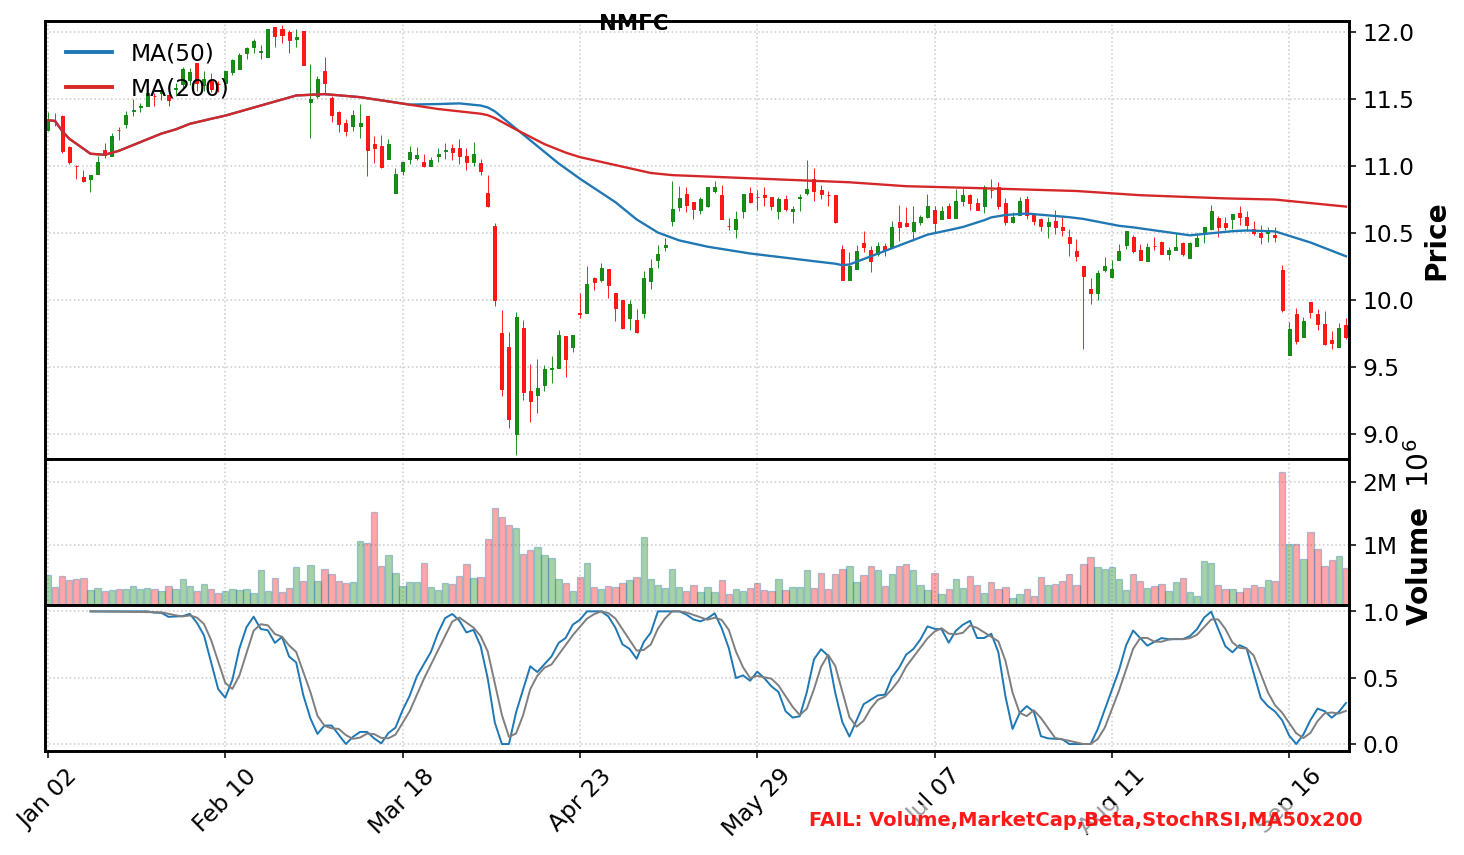 NMFC
MA(50)
MA(200)
12.0
11.5
11.0
10.5
10.0
9.5
9.0
Price
2M
1M
Volume 10^6
1.0
0.5
0.0
Jan 02
Feb 10
Mar 18
Apr 23
May 29
Jul 07
Aug 11
Sep 16
FAIL: Volume,MarketCap,Beta,StochRSI,MA50x200